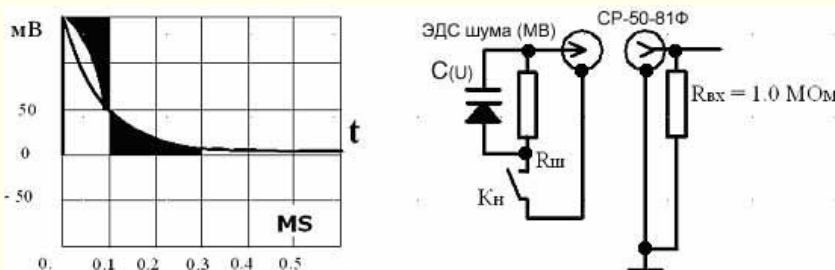 мВ
50
0
- 50
t
MS
0.
0.1
0.2
0.3
0.4
0.5
ЭДС шума (МВ)
СР-50-81Ф
C(U)
Rш
Кн
Rвх = 1.0 МОм